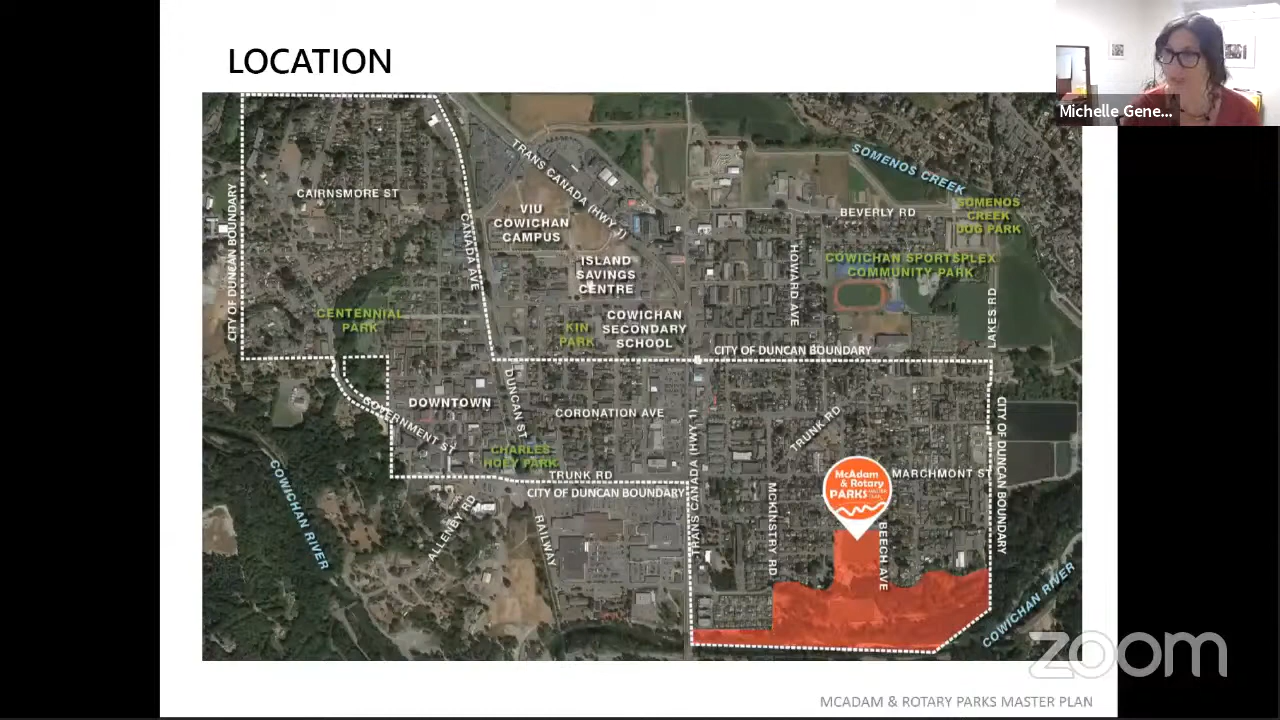 LOCATION
Michelle Gene...
TRANS CANADA (HWY 1)
SOMENOS CREEK
CAIRNSMORE ST
VIU
COWICHAN
CAMPUS
BEVERLY RD
SOMENOS
CREEK
DOG PARK
CITY OF DUNCAN BOUNDARY
CANADA AVE
ISLAND
SAVINGS
CENTRE
HOWARD AVE
COWICHAN SPORTSPLEX
COMMUNITY PARK
LAKES RD
CENTENNIAL
PARK
KIN
PARK
COWICHAN
SECONDARY
SCHOOL
CITY OF DUNCAN BOUNDARY
DOWNTOWN
GOVERNMENT ST
DUNCAN ST
CORONATION AVE
TRUNK RD
CITY OF DUNCAN BOUNDARY
CHARLES
HOEY PARK
TRUNK RD
CITY OF DUNCAN BOUNDARY
TRANS CANADA (HWY 1)
MCKINSTRY RD
McAdam
& Rotary
PARKS MASTER
PLAN
MARCHMONT ST
BEECH AVE
COWICHAN RIVER
ALLENBY RD
RAILWAY
COWICHAN RIVER
zoom
MCADAM & ROTARY PARKS MASTER PLAN